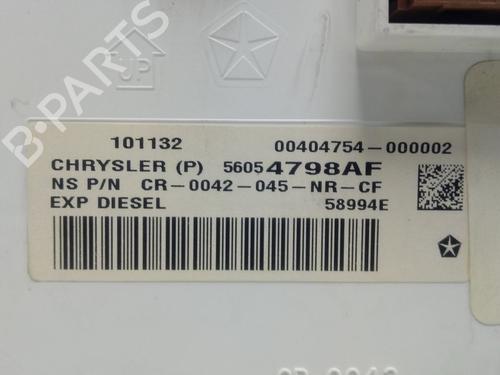 UP
101132 00404754-000002
CHRYSLER (P) 56054798AF
NS P/N CR-0042-045-NR-CF
EXP DIESEL 58994E
B-PARTS